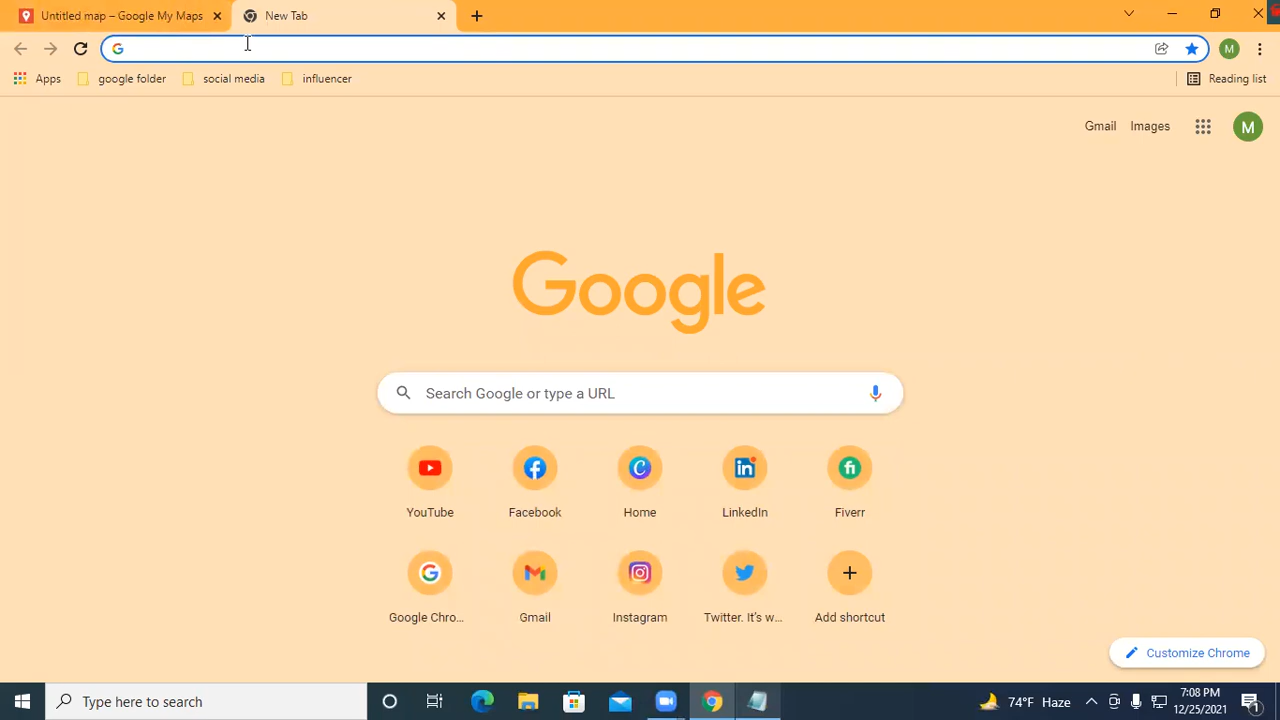 Untitled map – Google My Maps
New Tab
M
Apps
google folder
social media
influencer
Reading list
Gmail
Images
M
Google
Search Google or type a URL
YouTube
Facebook
Home
LinkedIn
Fiverr
Google Chro...
Gmail
Instagram
Twitter. It's w...
Add shortcut
Customize Chrome
Type here to search
74°F Haze
7:08 PM
12/25/2021
1